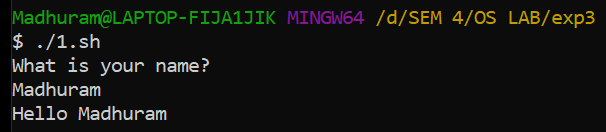 Madhuram@LAPTOP-FIJA1JIK MINGW64 /d/SEM 4/OS LAB/exp3
$ ./1.sh
What is your name?
Madhuram
Hello Madhuram